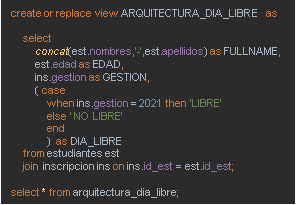 create or replace view ARQUITECTURA_DIA_LIBRE as
select
concat(est.nombres,'-',est.apellidos) as FULLNAME,
est.edad as EDAD,
ins.gestion as GESTION,
( case
when ins.gestion = 2021 then 'LIBRE'
else 'NO LIBRE'
end
) as DIA_LIBRE
from estudiantes est
join inscripcion ins on ins.id_est = est.id_est;
select * from arquitectura_dia_libre;